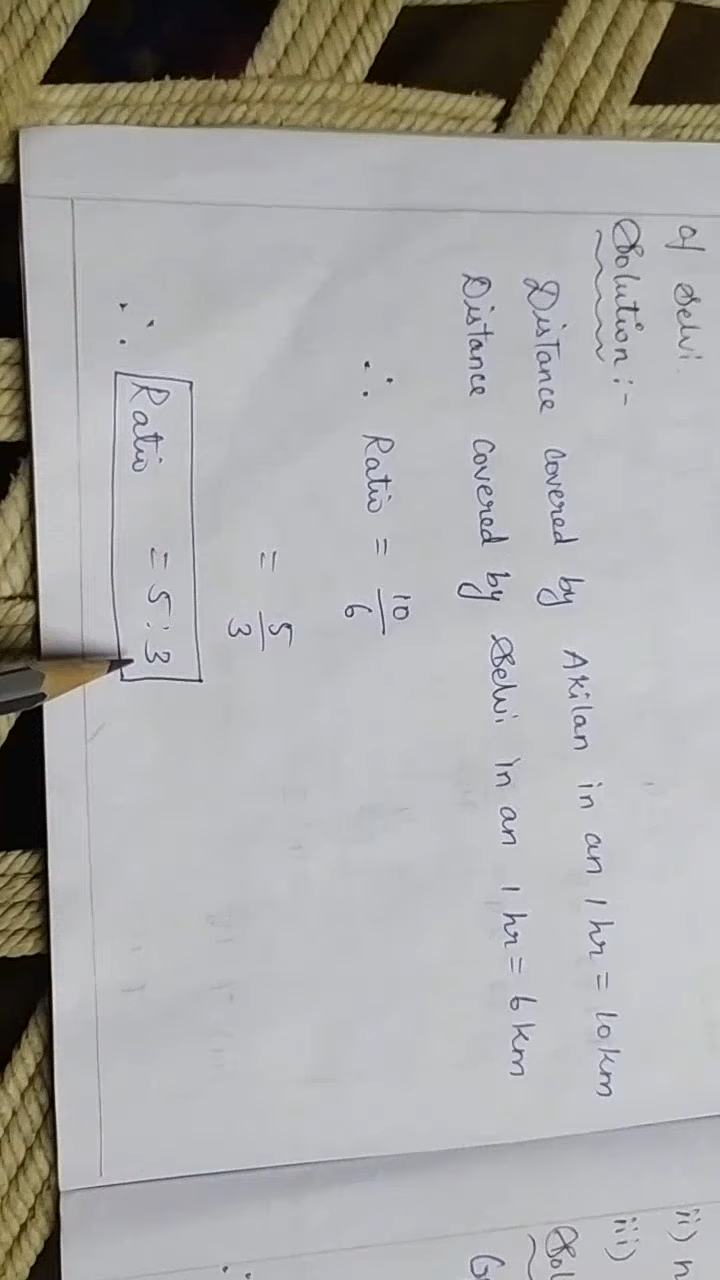 of Selvi.
Solution :-
Distance covered by Akilan in an 1 hr = 10 km
Distance covered by Selvi in an 1 hr = 6 km
∴ Ratio = 10/6
= 5/3
∴ Ratio = 5:3
ii) n
iii)
Sol
G
∴